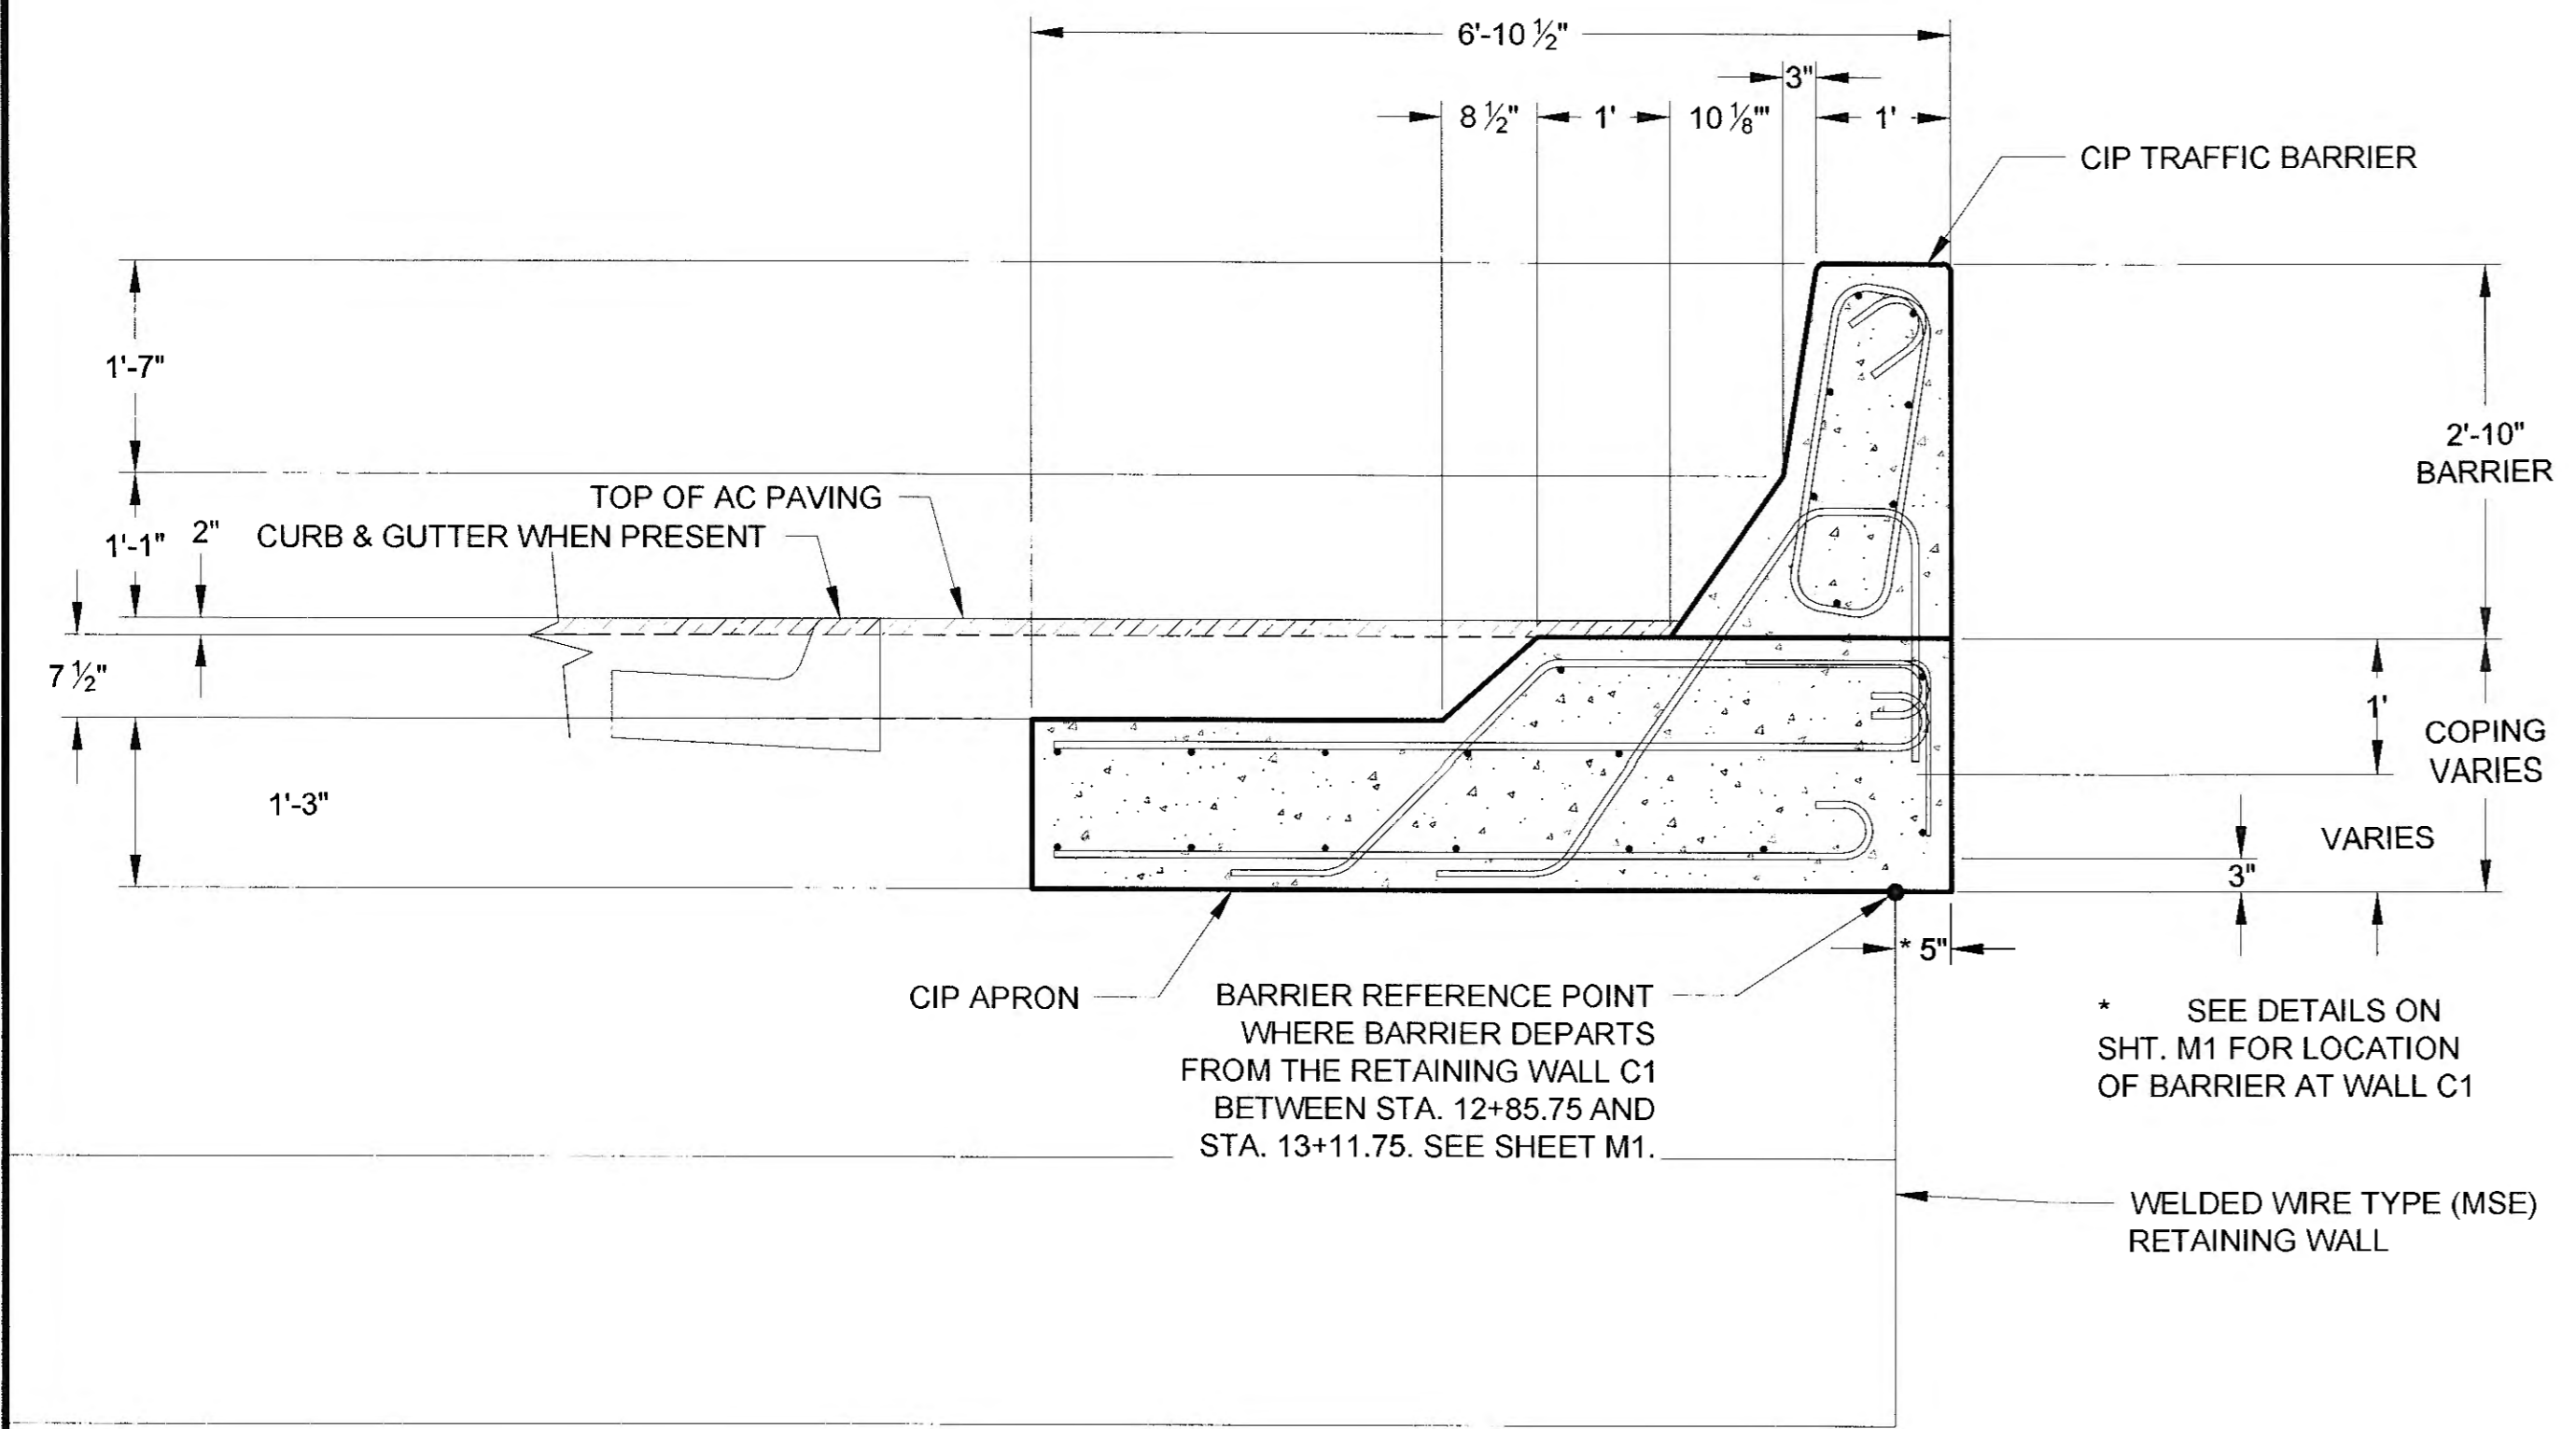 6'-10 ½"
3"
8 ½"
1'
10 ⅛'"
1'
CIP TRAFFIC BARRIER
1'-7"
2'-10"
BARRIER
TOP OF AC PAVING
CURB & GUTTER WHEN PRESENT
1'-1"
2"
7 ½"
1'
COPING
VARIES
1'-3"
VARIES
3"
* 5"
CIP APRON
BARRIER REFERENCE POINT
WHERE BARRIER DEPARTS
FROM THE RETAINING WALL C1
BETWEEN STA. 12+85.75 AND
STA. 13+11.75. SEE SHEET M1.
* SEE DETAILS ON
SHT. M1 FOR LOCATION
OF BARRIER AT WALL C1
WELDED WIRE TYPE (MSE)
RETAINING WALL